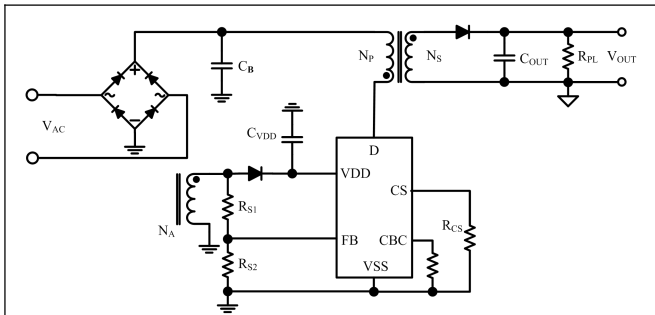 C_B
N_P
N_S
C_OUT
R_PL
V_OUT
V_AC
C_VDD
D
VDD
CS
N_A
R_S1
R_CS
FB
CBC
R_S2
VSS